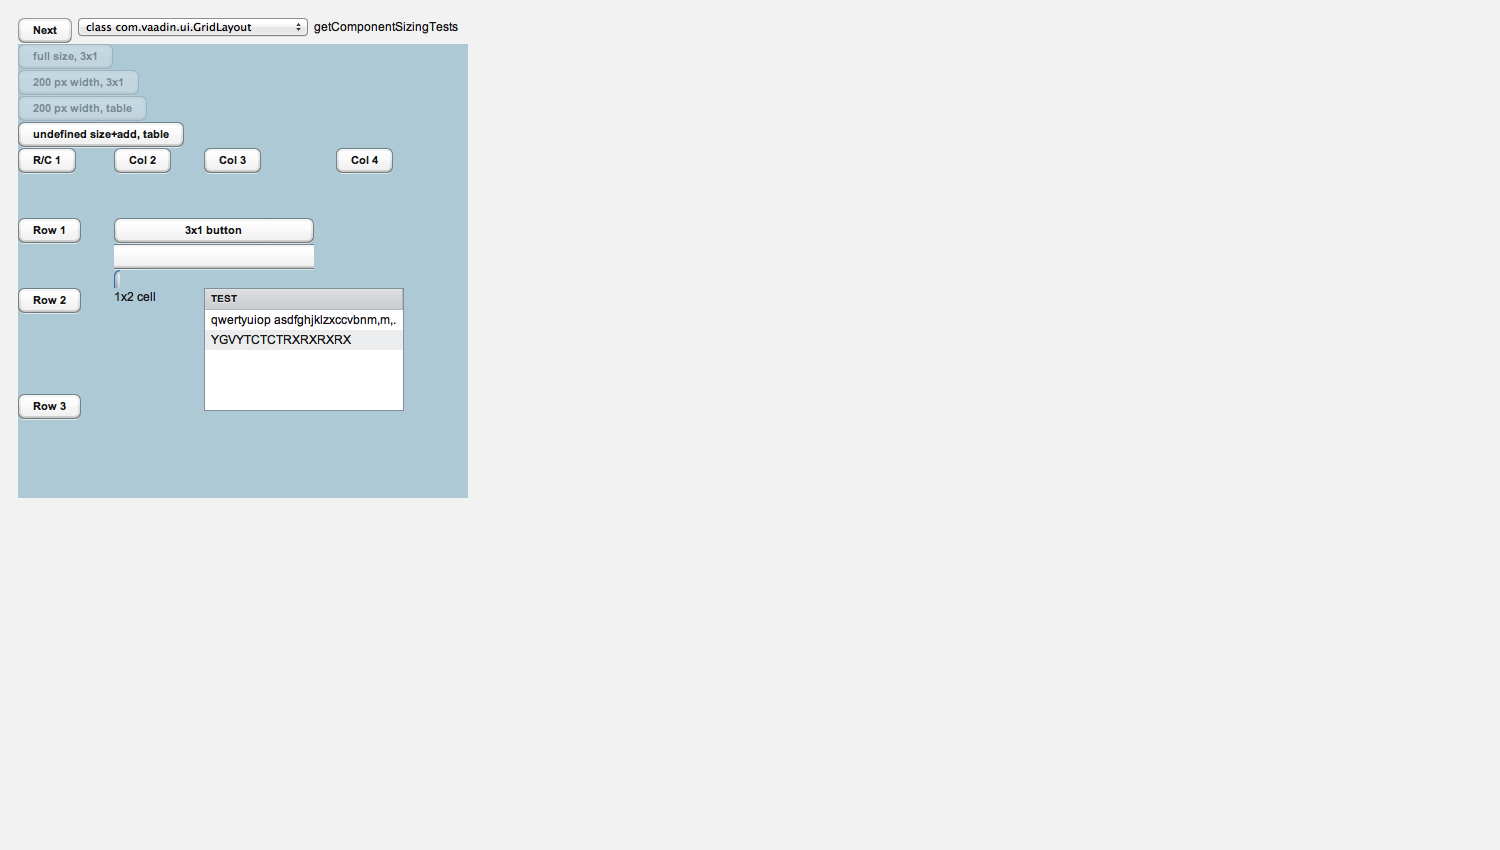 Next class com.vaadin.ui.GridLayout getComponentSizingTests
full size, 3x1
200 px width, 3x1
200 px width, table
undefined size+add, table
R/C 1 Col 2 Col 3 Col 4
Row 1 3x1 button
Row 2 1x2 cell TEST
qwertyuiop asdfghjklzxccvbnm,m,.
YGVYTCTCTRXRXRXRX
Row 3